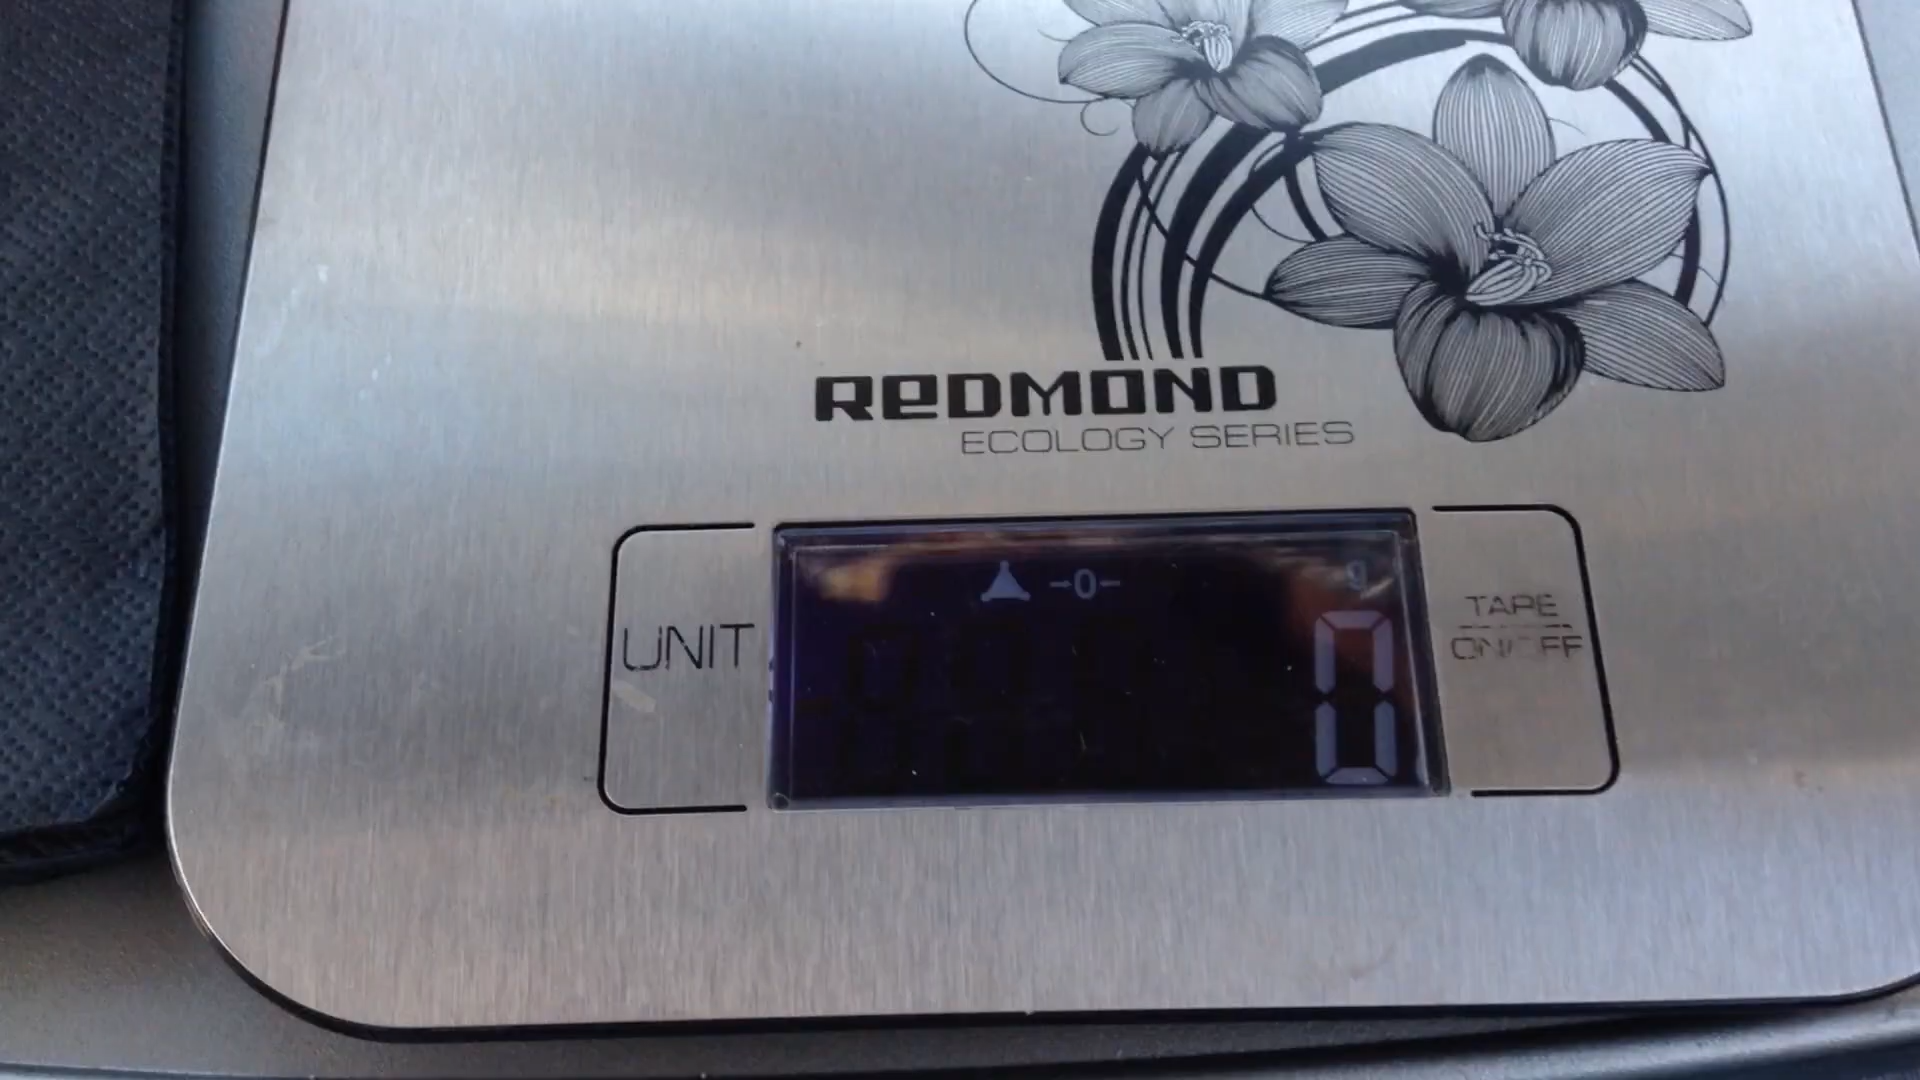 REDMOND
ECOLOGY SERIES
→0← g
UNIT
0
TAPE
ON/OFF